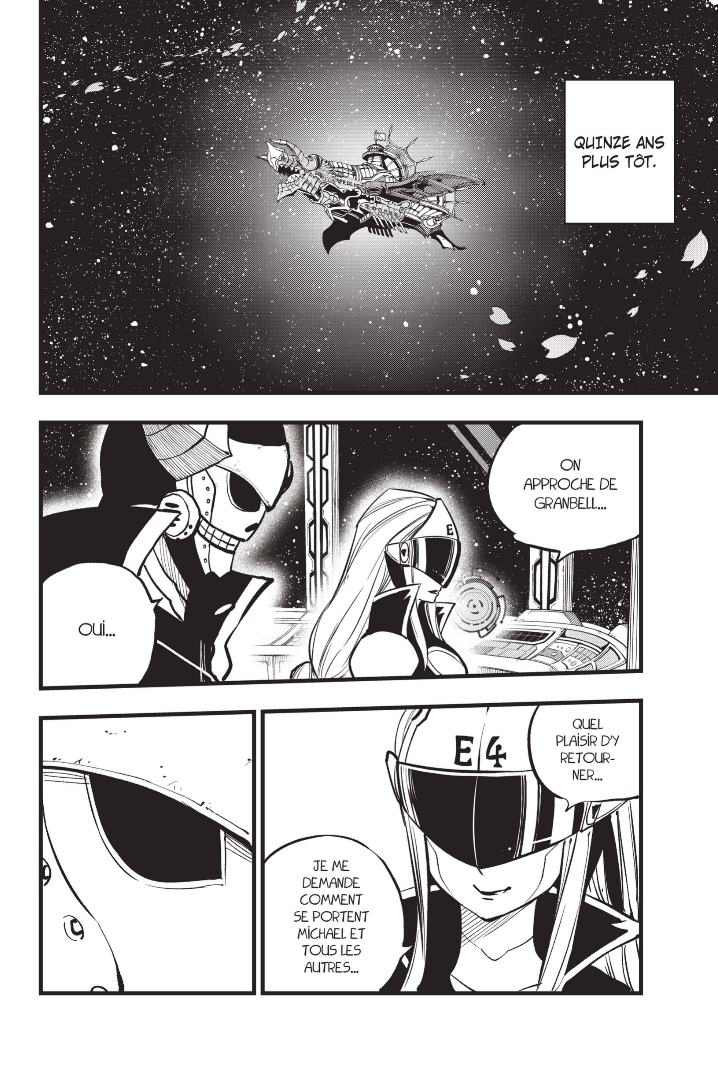 QUINZE ANS
PLUS TÔT.
ON
APPROCHE DE
GRANBELL...
E
OUI...
QUEL
PLAISIR D'Y
RETOUR-
NER...
E4
JE ME
DEMANDE
COMMENT
SE PORTENT
MICHAEL ET
TOUS LES
AUTRES...